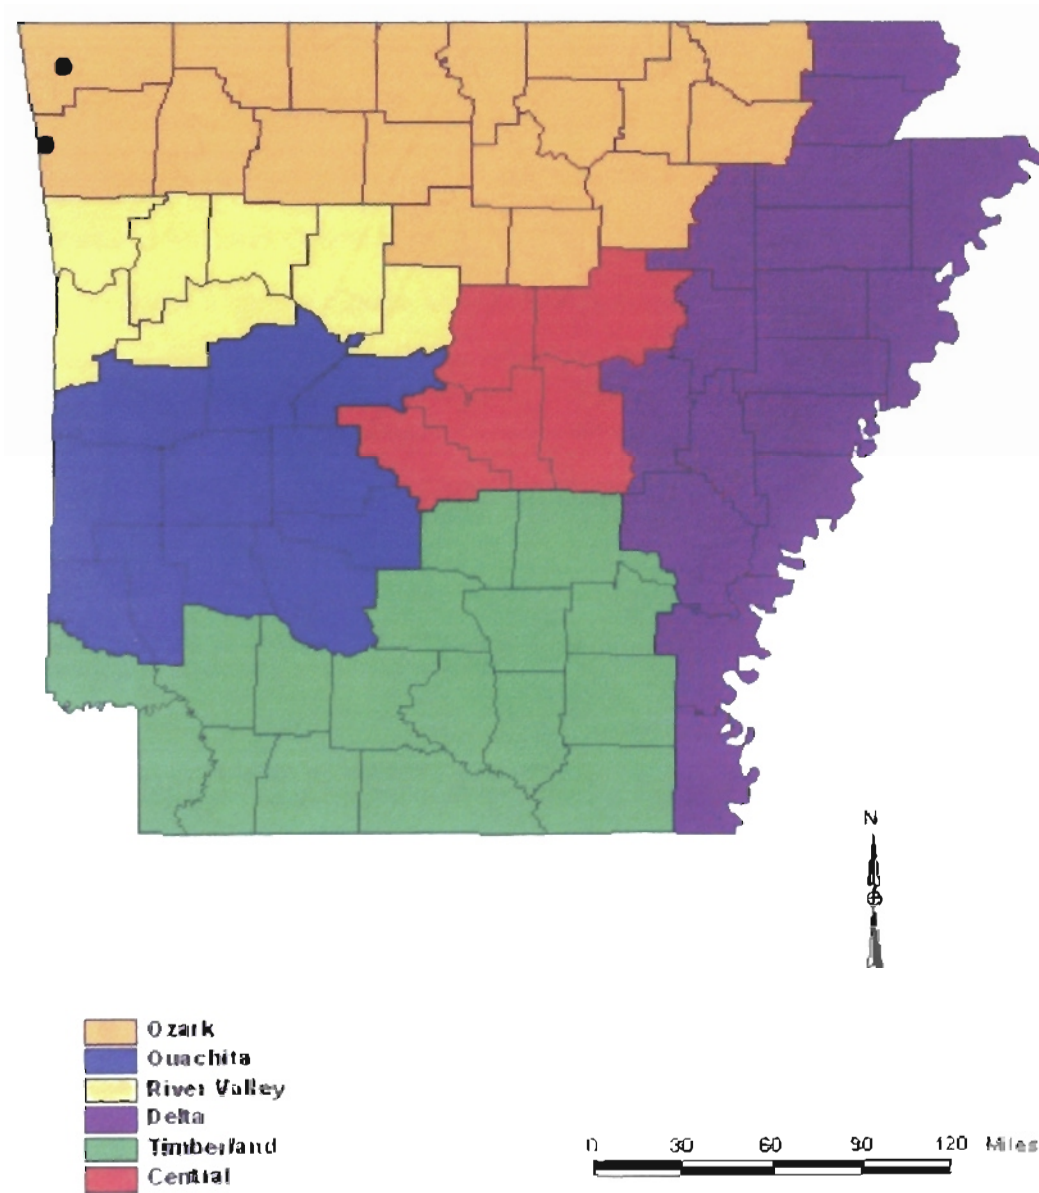 N
Ozark
Ouachita
River Valley
Delta
Timberland
Central
0 30 60 90 120 Miles